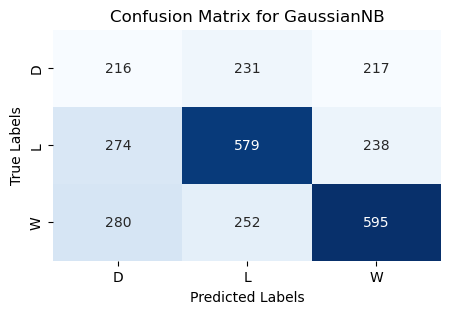 Confusion Matrix for GaussianNB
True Labels
D 216 231 217
L 274 579 238
W 280 252 595
D L W
Predicted Labels